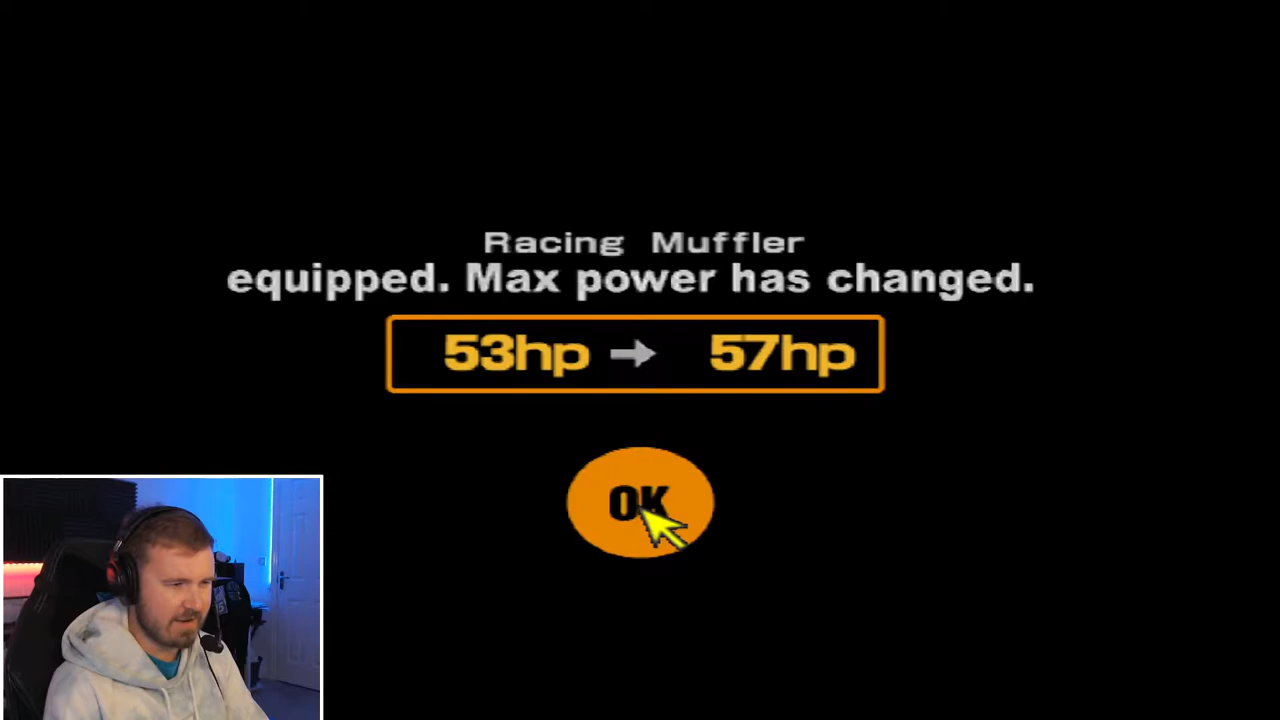 Racing Muffler
equipped. Max power has changed.
53hp → 57hp
OK